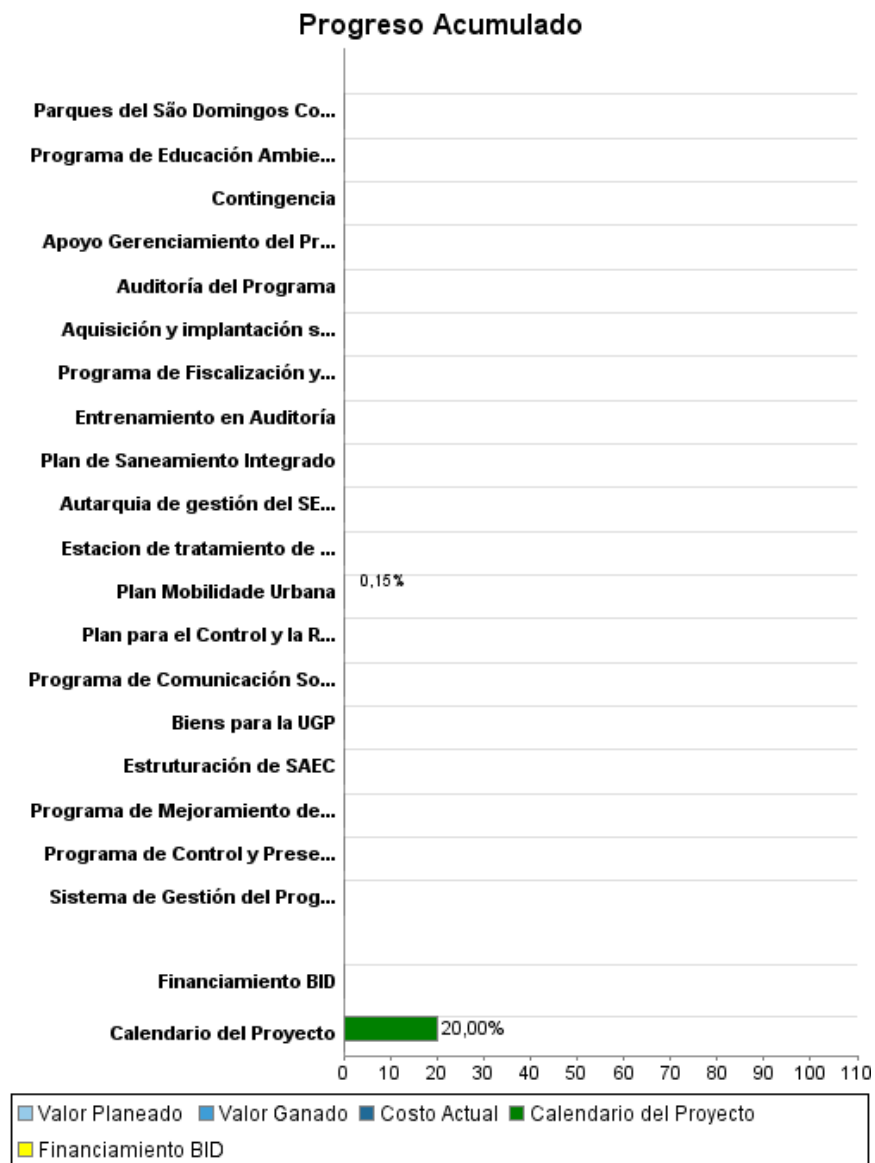 Progreso Acumulado
Parques del São Domingos Co...
Programa de Educación Ambie...
Contingencia
Apoyo Gerenciamiento del Pr...
Auditoría del Programa
Aquisición y implantación s...
Programa de Fiscalización y...
Entrenamiento en Auditoría
Plan de Saneamiento Integrado
Autarquia de gestión del SE...
Estacion de tratamiento de ...
Plan Mobilidade Urbana
0,15%
Plan para el Control y la R...
Programa de Comunicación So...
Biens para la UGP
Estruturación de SAEC
Programa de Mejoramiento de...
Programa de Control y Prese...
Sistema de Gestión del Prog...
Financiamiento BID
Calendario del Proyecto
20,00%
0 10 20 30 40 50 60 70 80 90 100 110
Valor Planeado Valor Ganado Costo Actual Calendario del Proyecto
Financiamiento BID